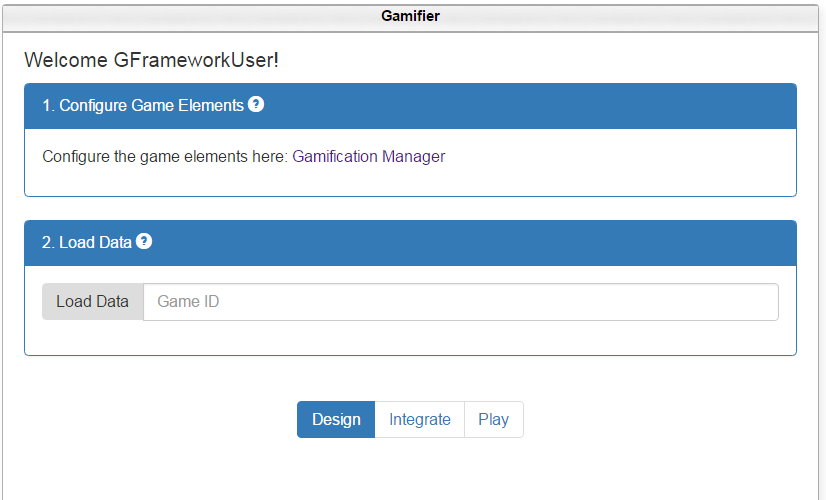 Gamifier
Welcome GFrameworkUser!
1. Configure Game Elements ?
Configure the game elements here: Gamification Manager
2. Load Data ?
Load Data Game ID
Design Integrate Play